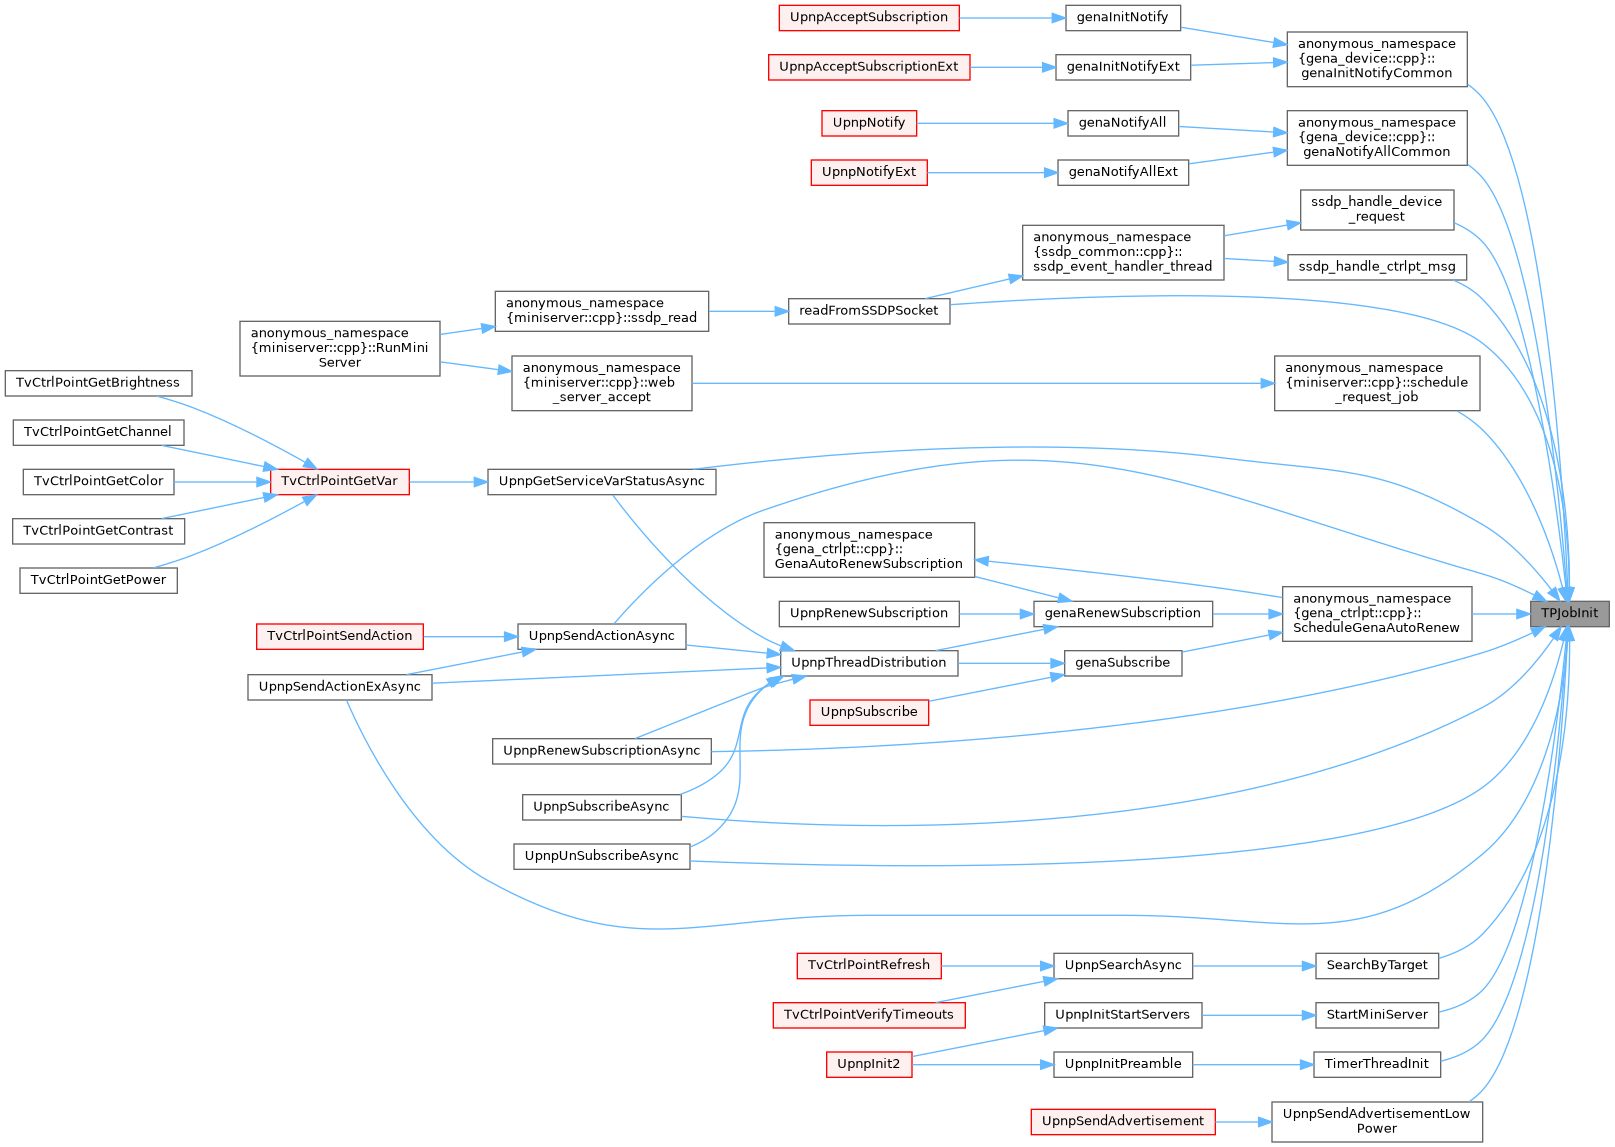 UpnpAcceptSubscription
genaInitNotify
anonymous_namespace
{gena_device::cpp}::
genaInitNotifyCommon
UpnpAcceptSubscriptionExt
genaInitNotifyExt
UpnpNotify
genaNotifyAll
anonymous_namespace
{gena_device::cpp}::
genaNotifyAllCommon
UpnpNotifyExt
genaNotifyAllExt
ssdp_handle_device
_request
anonymous_namespace
{ssdp_common::cpp}::
ssdp_event_handler_thread
ssdp_handle_ctrlpt_msg
anonymous_namespace
{miniserver::cpp}::ssdp_read
readFromSSDPSocket
anonymous_namespace
{miniserver::cpp}::RunMini
Server
anonymous_namespace
{miniserver::cpp}::web
_server_accept
anonymous_namespace
{miniserver::cpp}::schedule
_request_job
TvCtrlPointGetBrightness
TvCtrlPointGetChannel
TvCtrlPointGetColor
TvCtrlPointGetVar
UpnpGetServiceVarStatusAsync
TvCtrlPointGetContrast
TvCtrlPointGetPower
anonymous_namespace
{gena_ctrlpt::cpp}::
GenaAutoRenewSubscription
UpnpRenewSubscription
genaRenewSubscription
anonymous_namespace
{gena_ctrlpt::cpp}::
ScheduleGenaAutoRenew
TPJobInit
TvCtrlPointSendAction
UpnpSendActionAsync
UpnpThreadDistribution
genaSubscribe
UpnpSendActionExAsync
UpnpSubscribe
UpnpRenewSubscriptionAsync
UpnpSubscribeAsync
UpnpUnSubscribeAsync
TvCtrlPointRefresh
UpnpSearchAsync
SearchByTarget
TvCtrlPointVerifyTimeouts
UpnpInitStartServers
StartMiniServer
UpnpInit2
UpnpInitPreamble
TimerThreadInit
UpnpSendAdvertisement
UpnpSendAdvertisementLow
Power